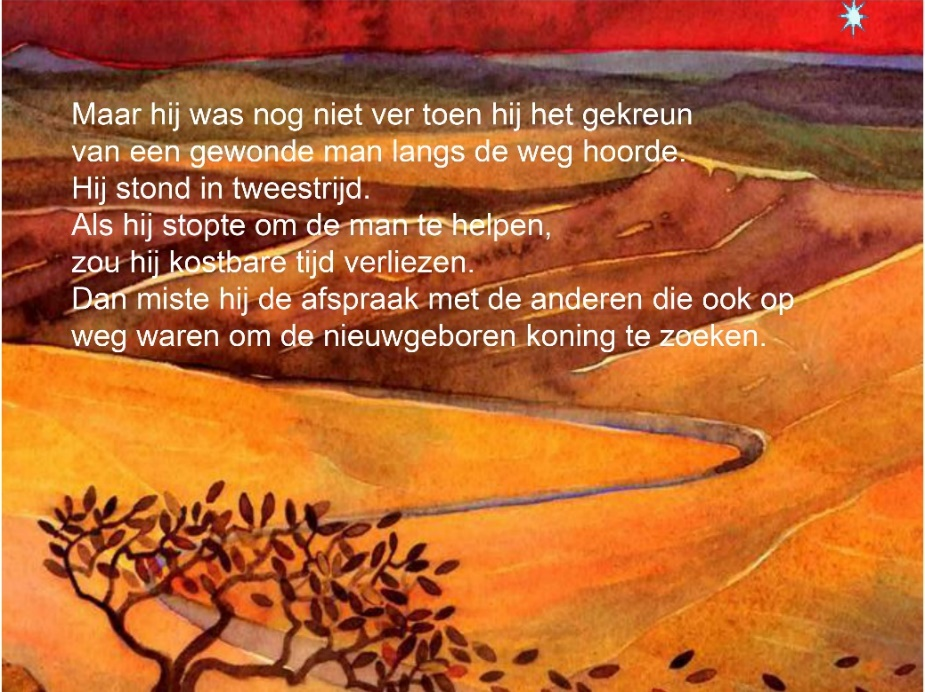 Maar hij was nog niet ver toen hij het gekreun
van een gewonde man langs de weg hoorde.
Hij stond in tweestrijd.
Als hij stopte om de man te helpen,
zou hij kostbare tijd verliezen.
Dan miste hij de afspraak met de anderen die ook op
weg waren om de nieuwgeboren koning te zoeken.